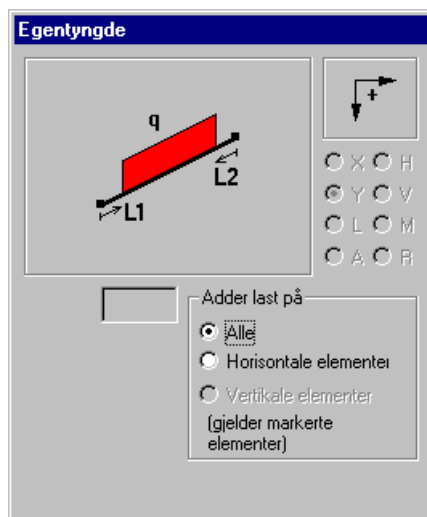 Egentyngde
q
L1
L2
+
X H
Y V
L M
A R
Adder last på
Alle
Horisontale elementer
Vertikale elementer
(gjelder markerte
elementer)